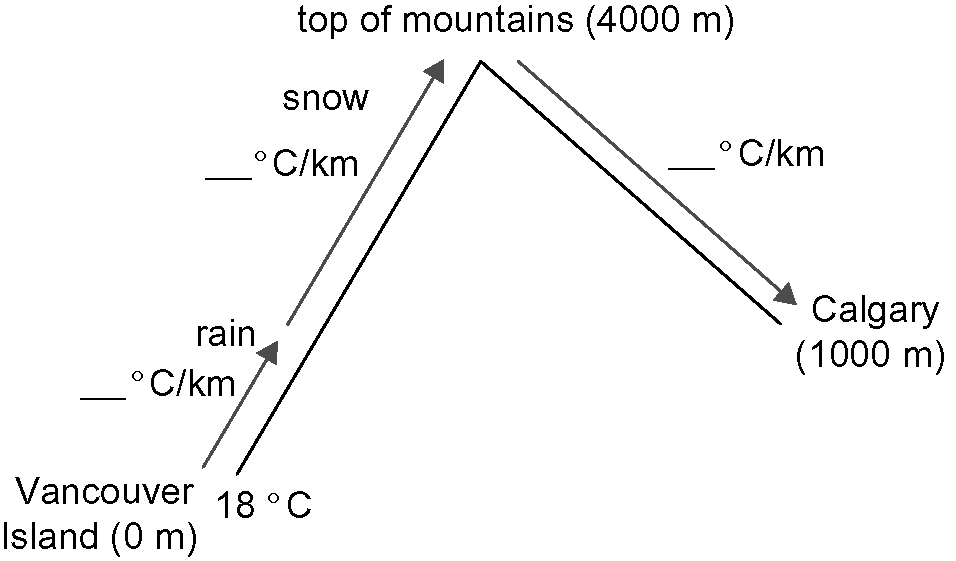 top of mountains (4000 m)
snow
__°C/km
__°C/km
rain
__°C/km
Calgary
(1000 m)
Vancouver
Island (0 m)
18 °C